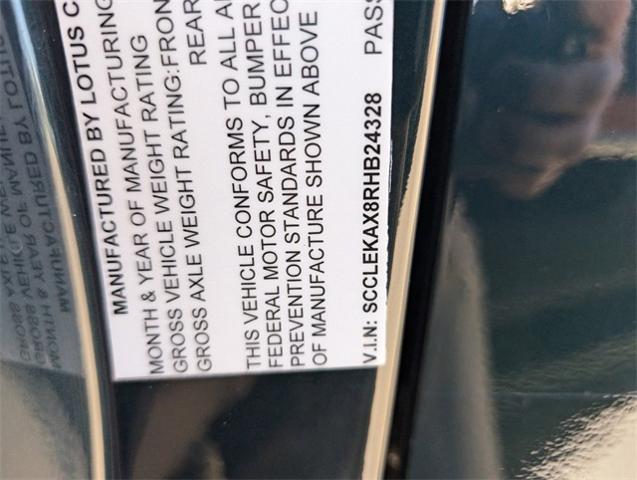 MANUFACTURED BY LOTUS C
MONTH & YEAR OF MANUFACTURING
GROSS VEHICLE WEIGHT RATING
GROSS AXLE WEIGHT RATING:FRON
REAR
THIS VEHICLE CONFORMS TO ALL A
FEDERAL MOTOR SAFETY, BUMPER
PREVENTION STANDARDS IN EFFEC
OF MANUFACTURE SHOWN ABOVE
V.I.N: SCCLEKAX8RHB24328 PASS